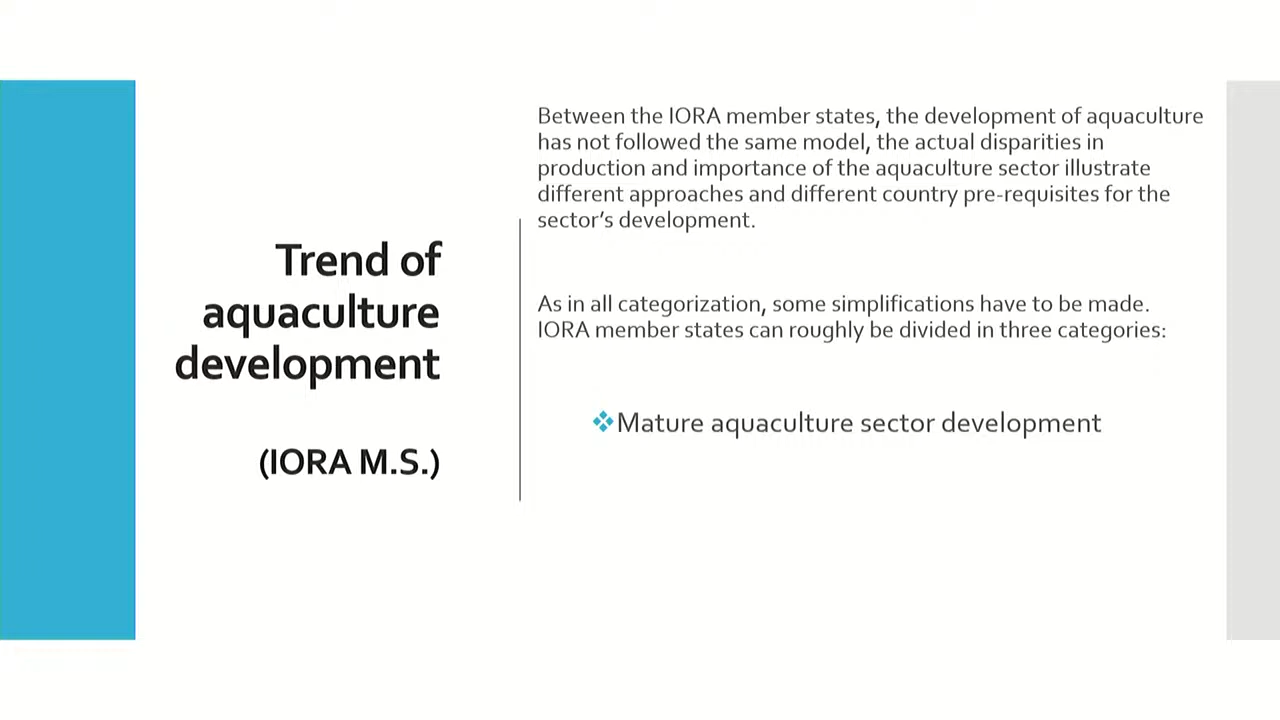 Trend of
aquaculture
development
(IORA M.S.)
Between the IORA member states, the development of aquaculture
has not followed the same model, the actual disparities in
production and importance of the aquaculture sector illustrate
different approaches and different country pre-requisites for the
sector’s development.
As in all categorization, some simplifications have to be made.
IORA member states can roughly be divided in three categories:
❖Mature aquaculture sector development